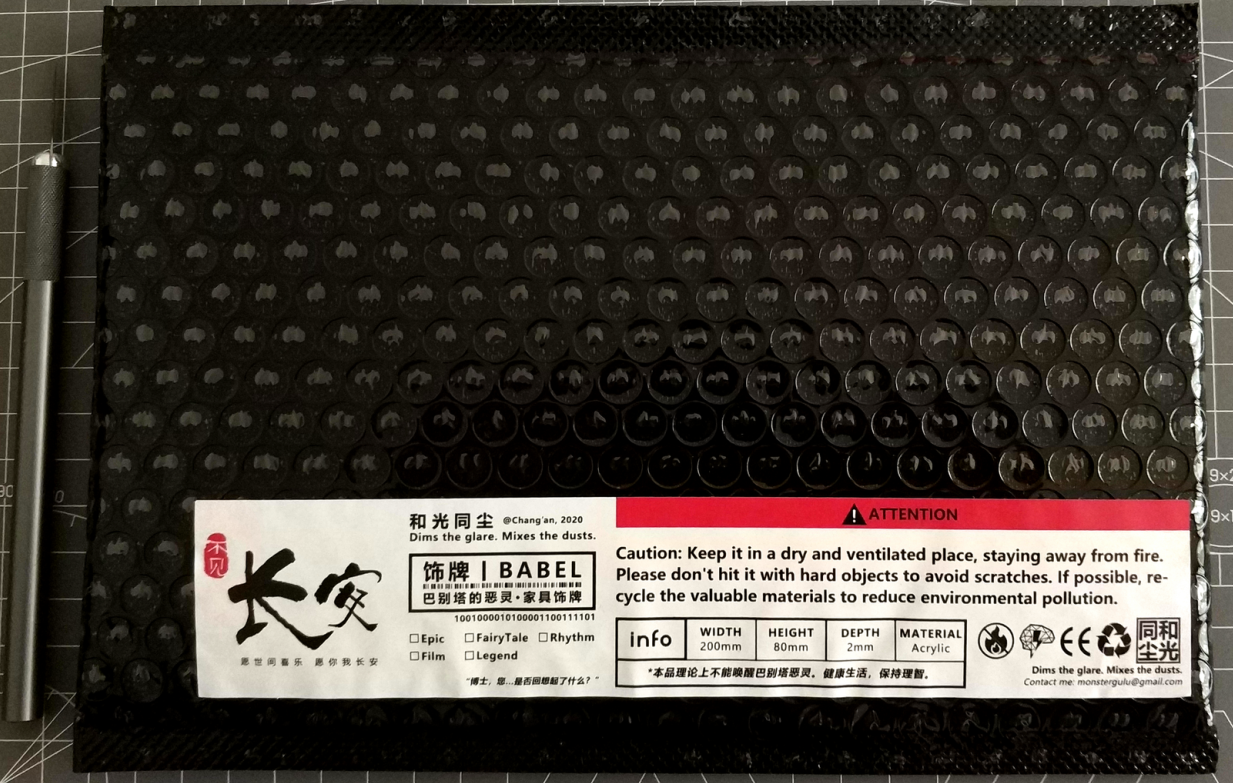 不见
长安
愿世间喜乐 愿你我长安
和光同尘 @Chang'an, 2020
Dims the glare. Mixes the dusts.
饰牌 | BABEL
巴别塔的恶灵·家具饰牌
1001000010100001100111101
□Epic □FairyTale □Rhythm
□Film □Legend
“博士，您...是否回想起了什么？”
ATTENTION
Caution: Keep it in a dry and ventilated place, staying away from fire.
Please don't hit it with hard objects to avoid scratches. If possible, re-
cycle the valuable materials to reduce environmental pollution.
info
WIDTH
200mm
HEIGHT
80mm
DEPTH
2mm
MATERIAL
Acrylic
*本品理论上不能唤醒巴别塔恶灵。健康生活，保持理智。
CE
同和
尘光
Dims the glare. Mixes the dusts.
Contact me: monstergulu@gmail.com